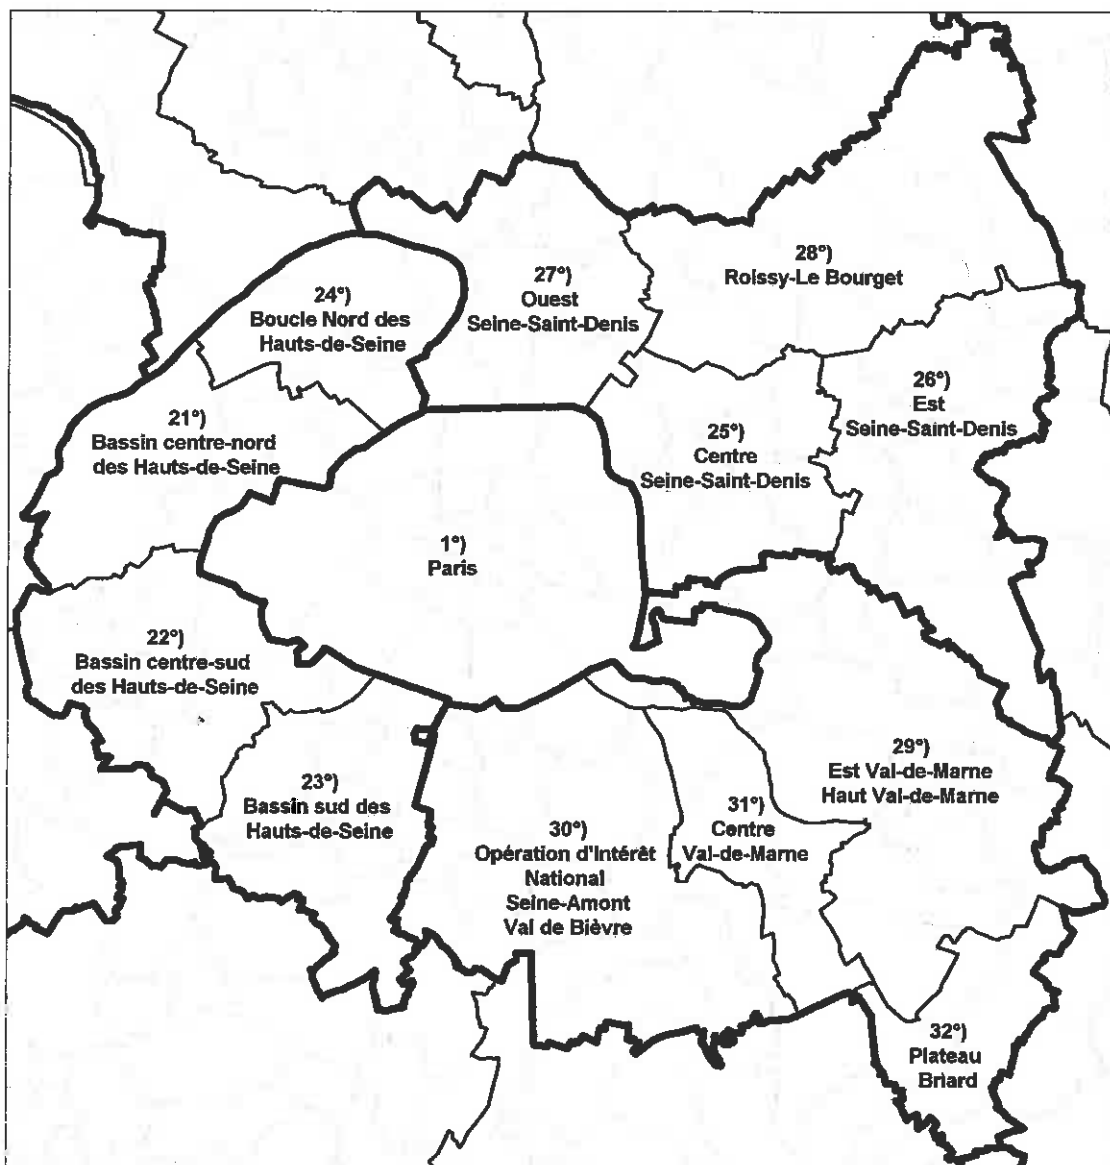 28°)
Roissy-Le Bourget
27°)
Ouest
Seine-Saint-Denis
24°)
Boucle Nord des
Hauts-de-Seine
26°)
Est
Seine-Saint-Denis
21°)
Bassin centre-nord
des Hauts-de-Seine
25°)
Centre
Seine-Saint-Denis
1°)
Paris
22°)
Bassin centre-sud
des Hauts-de-Seine
29°)
Est Val-de-Marne
Haut Val-de-Marne
23°)
Bassin sud des
Hauts-de-Seine
31°)
Centre
Val-de-Marne
30°)
Opération d'Intérêt
National
Seine-Amont
Val de Bièvre
32°)
Plateau
Briard